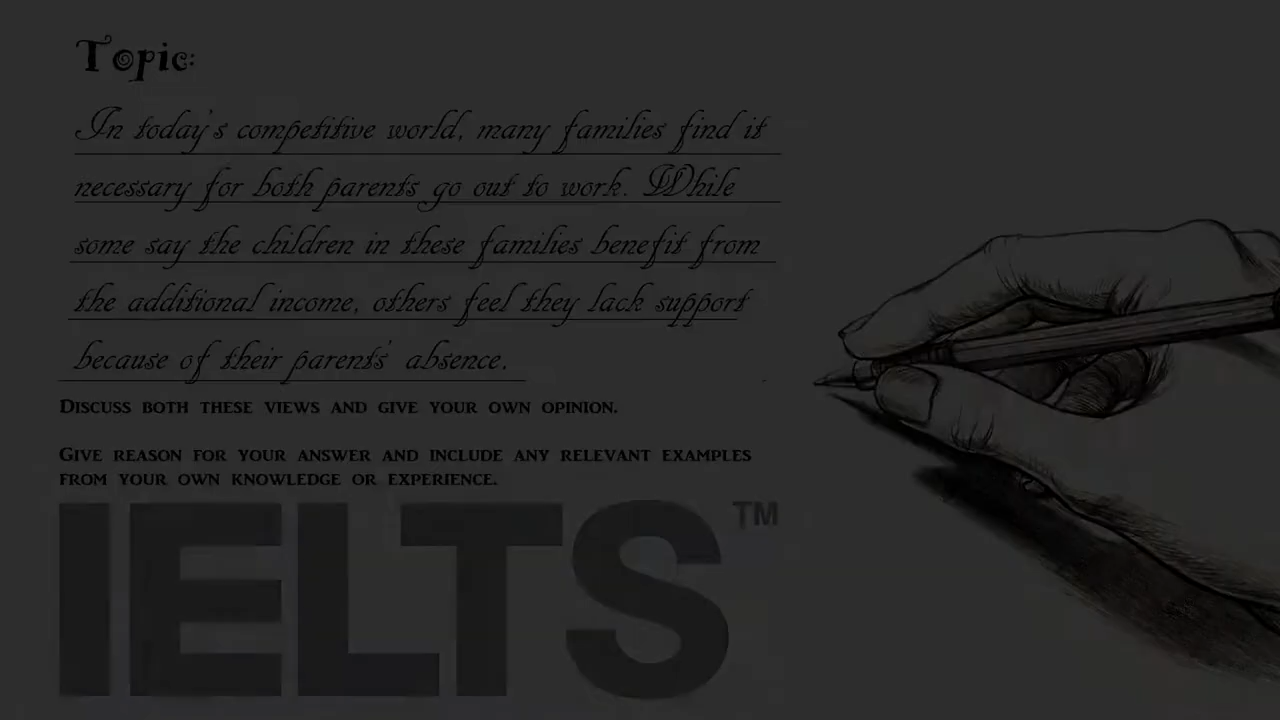 Topic:
In today's competitive world, many families find it
necessary for both parents go out to work. While
some say the children in these families benefit from
the additional income, others feel they lack support
because of their parents' absence.
Discuss both these views and give your own opinion.
Give reason for your answer and include any relevant examples
from your own knowledge or experience.
IELTS™